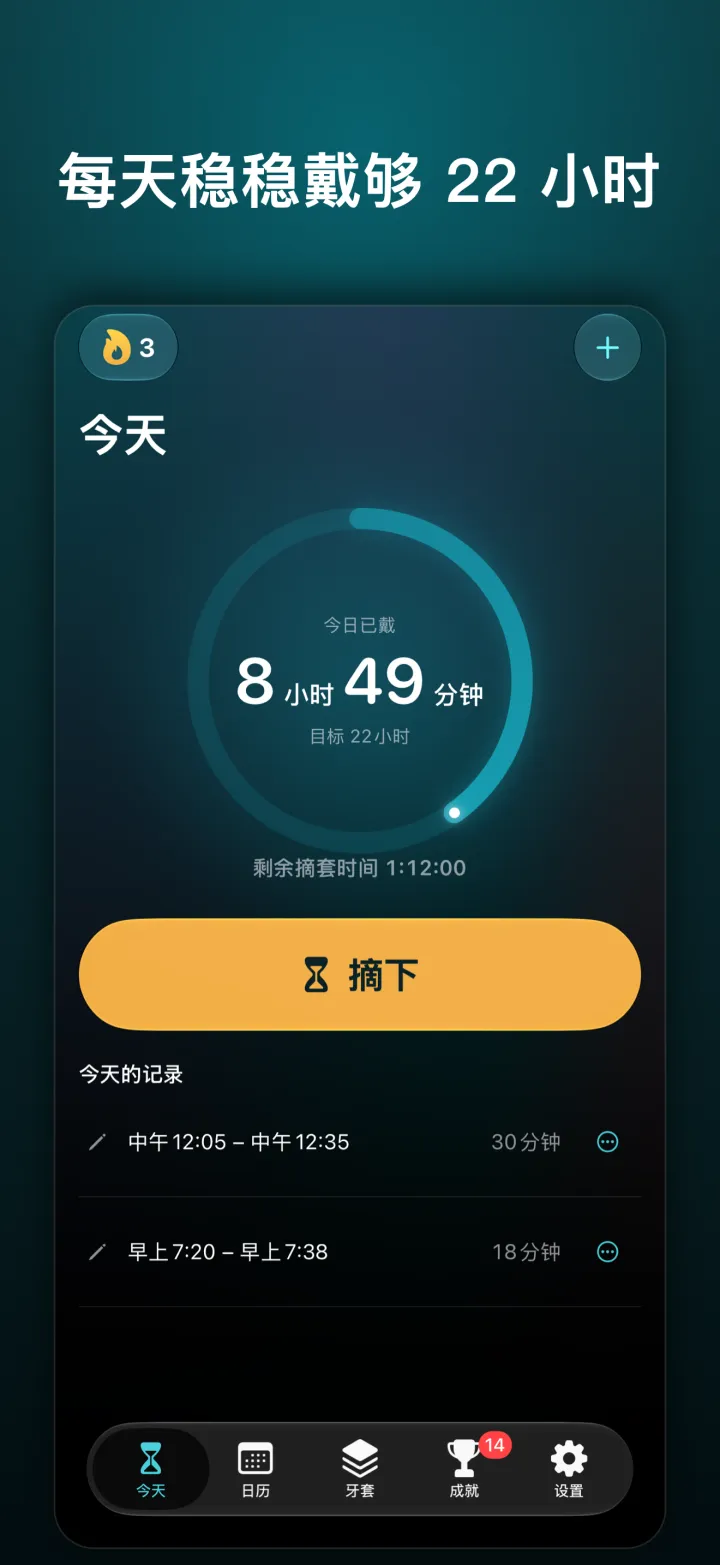 每天稳稳戴够 22 小时
3
今天
今日已戴
8 小时 49 分钟
目标 22小时
剩余摘套时间 1:12:00
摘下
今天的记录
中午12:05 – 中午12:35 30分钟
早上7:20 – 早上7:38 18分钟
14
今天 日历 牙套 成就 设置